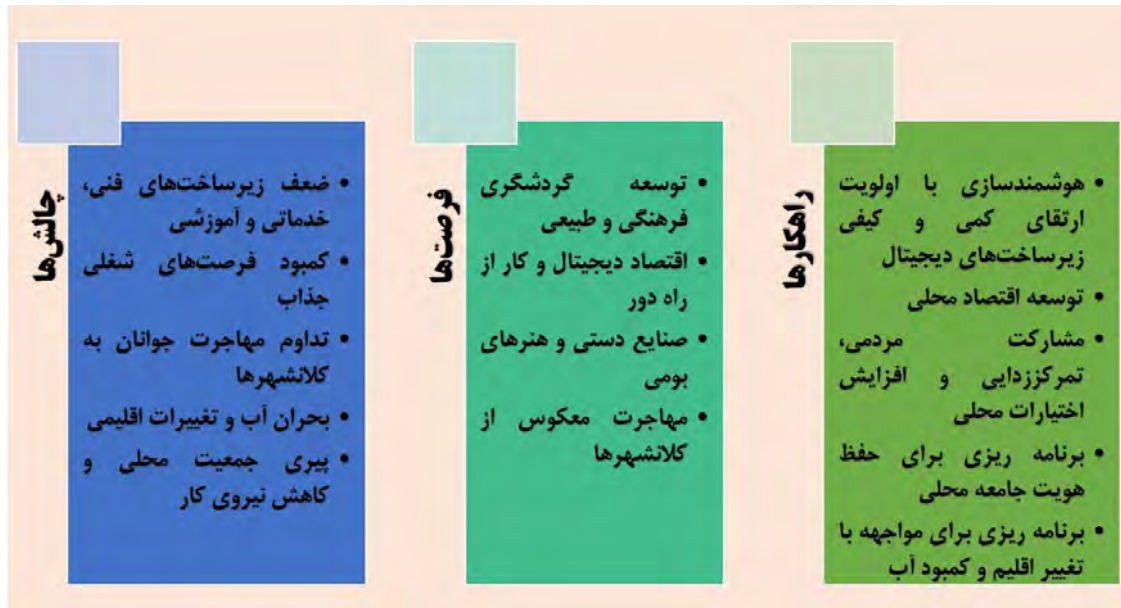 راهکارها
• هوشمندسازی با اولویت
ارتقای کمی و کیفی
زیرساخت‌های دیجیتال
• توسعه اقتصاد محلی
• مشارکت مردمی،
تمرکززدایی و افزایش
اختیارات محلی
• برنامه ریزی برای حفظ
هویت جامعه محلی
• برنامه ریزی برای مواجهه با
تغییر اقلیم و کمبود آب
فرصت‌ها
• توسعه گردشگری
فرهنگی و طبیعی
• اقتصاد دیجیتال و کار از
راه دور
• صنایع دستی و هنرهای
بومی
• مهاجرت معکوس از
کلانشهرها
چالش‌ها
• ضعف زیرساخت‌های فنی،
خدماتی و آموزشی
• کمبود فرصت‌های شغلی
جذاب
• تداوم مهاجرت جوانان به
کلانشهرها
• بحران آب و تغییرات اقلیمی
• پیری جمعیت محلی و
کاهش نیروی کار